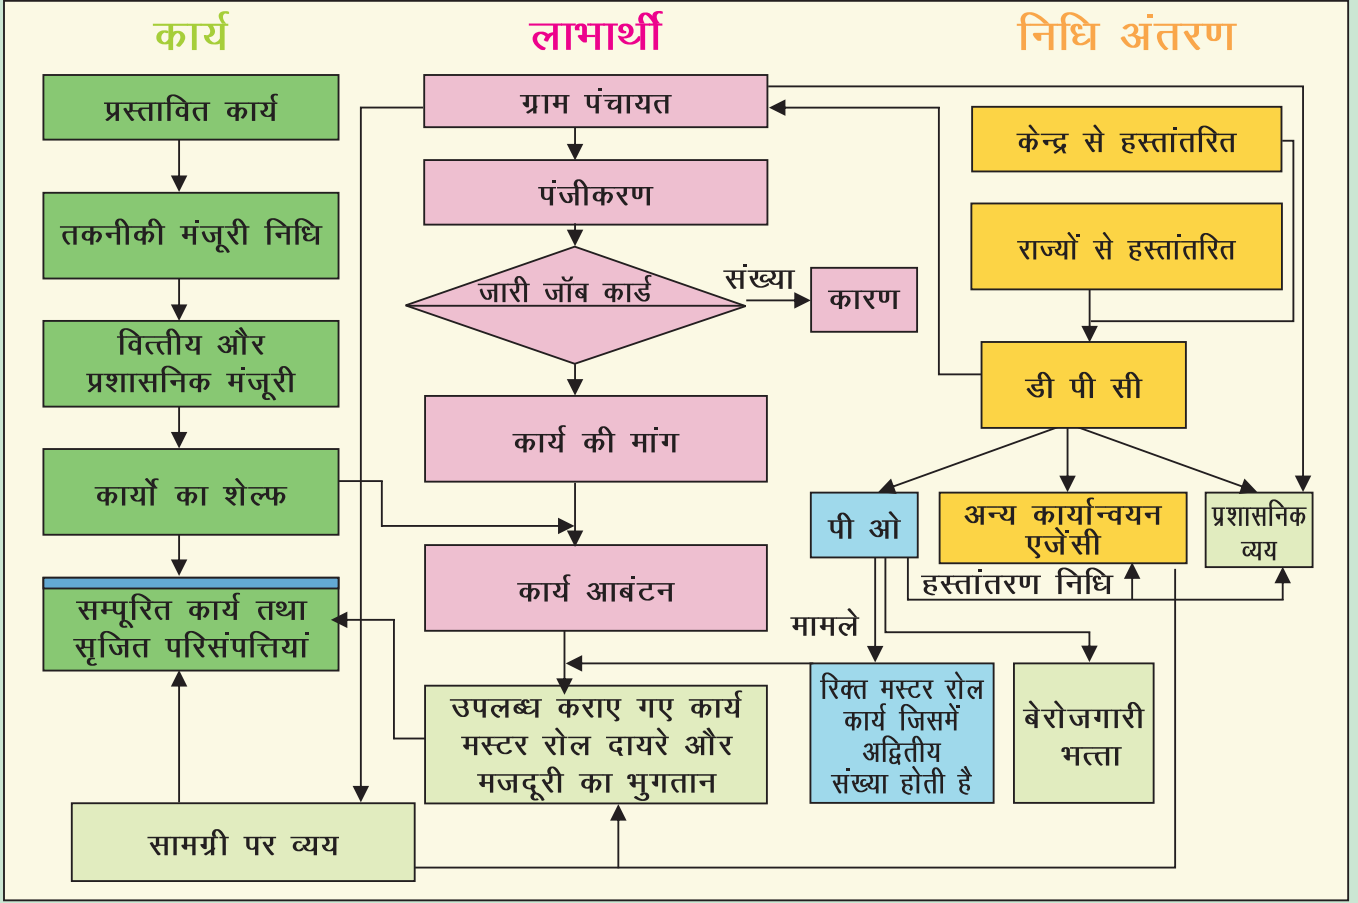 कार्य
प्रस्तावित कार्य
तकनीकी मंजूरी निधि
वित्तीय और
प्रशासनिक मंजूरी
कार्यो का शेल्फ
सम्पूरित कार्य तथा
सृजित परिसंपत्तियां
सामग्री पर व्यय
लाभार्थी
ग्राम पंचायत
पंजीकरण
जारी जॉब कार्ड
संख्या
कारण
कार्य की मांग
कार्य आबंटन
उपलब्ध कराए गए कार्य
मस्टर रोल दायरे और
मजदूरी का भुगतान
निधि अंतरण
केन्द्र से हस्तांतरित
राज्यों से हस्तांतरित
डी पी सी
पी ओ
अन्य कार्यान्वयन
एजेंसी
प्रशासनिक
व्यय
हस्तांतरण निधि
मामले
रिक्त मस्टर रोल
कार्य जिसमें
अद्वितीय
संख्या होती है
बेरोजगारी
भत्ता